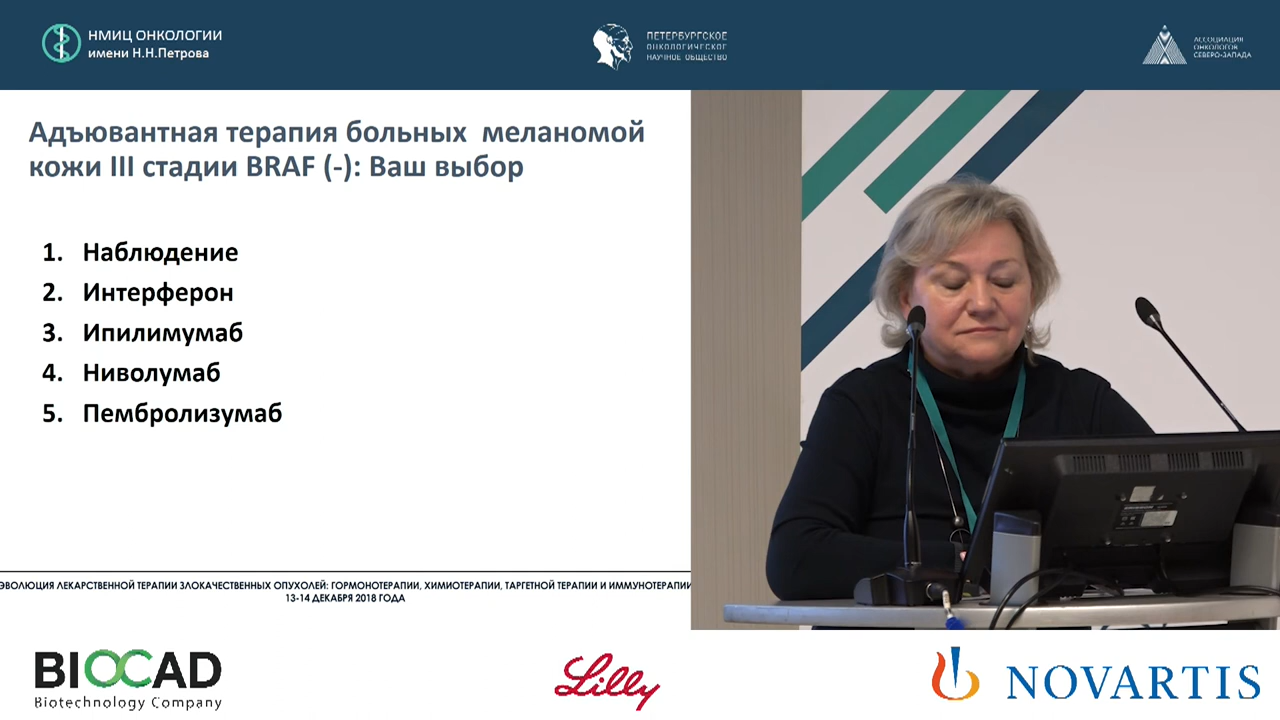 НМИЦ ОНКОЛОГИИ
имени Н.Н.Петрова
ПЕТЕРБУРГСКОЕ
ОНКОЛОГИЧЕСКОЕ
НАУЧНОЕ ОБЩЕСТВО
АССОЦИАЦИЯ
ОНКОЛОГОВ
СЕВЕРО-ЗАПАДА
Адъювантная терапия больных меланомой
кожи III стадии BRAF (-): Ваш выбор
1. Наблюдение
2. Интерферон
3. Ипилимумаб
4. Ниволумаб
5. Пембролизумаб
ЭВОЛЮЦИЯ ЛЕКАРСТВЕННОЙ ТЕРАПИИ ЗЛОКАЧЕСТВЕННЫХ ОПУХОЛЕЙ: ГОРМОНОТЕРАПИИ, ХИМИОТЕРАПИИ, ТАРГЕТНОЙ ТЕРАПИИ И ИММУНОТЕРАПИИ
13-14 ДЕКАБРЯ 2018 ГОДА
BIOCAD
Biotechnology Company
Lilly
NOVARTIS